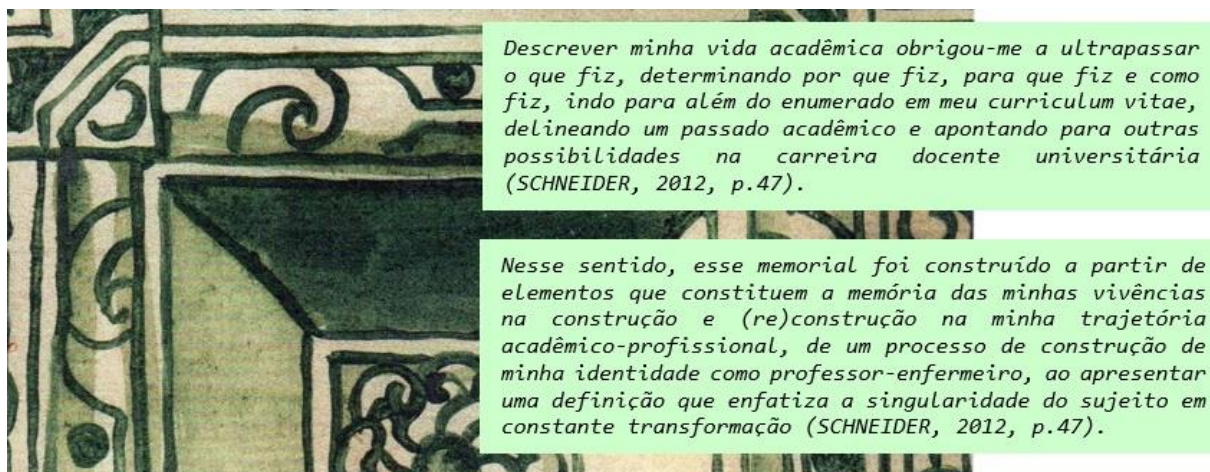 Descrever minha vida acadêmica obrigou-me a ultrapassar
o que fiz, determinando por que fiz, para que fiz e como
fiz, indo para além do enumerado em meu curriculum vitae,
delineando um passado acadêmico e apontando para outras
possibilidades na carreira docente universitária
(SCHNEIDER, 2012, p.47).
Nesse sentido, esse memorial foi construído a partir de
elementos que constituem a memória das minhas vivências
na construção e (re)construção na minha trajetória
acadêmico-profissional, de um processo de construção de
minha identidade como professor-enfermeiro, ao apresentar
uma definição que enfatiza a singularidade do sujeito em
constante transformação (SCHNEIDER, 2012, p.47).